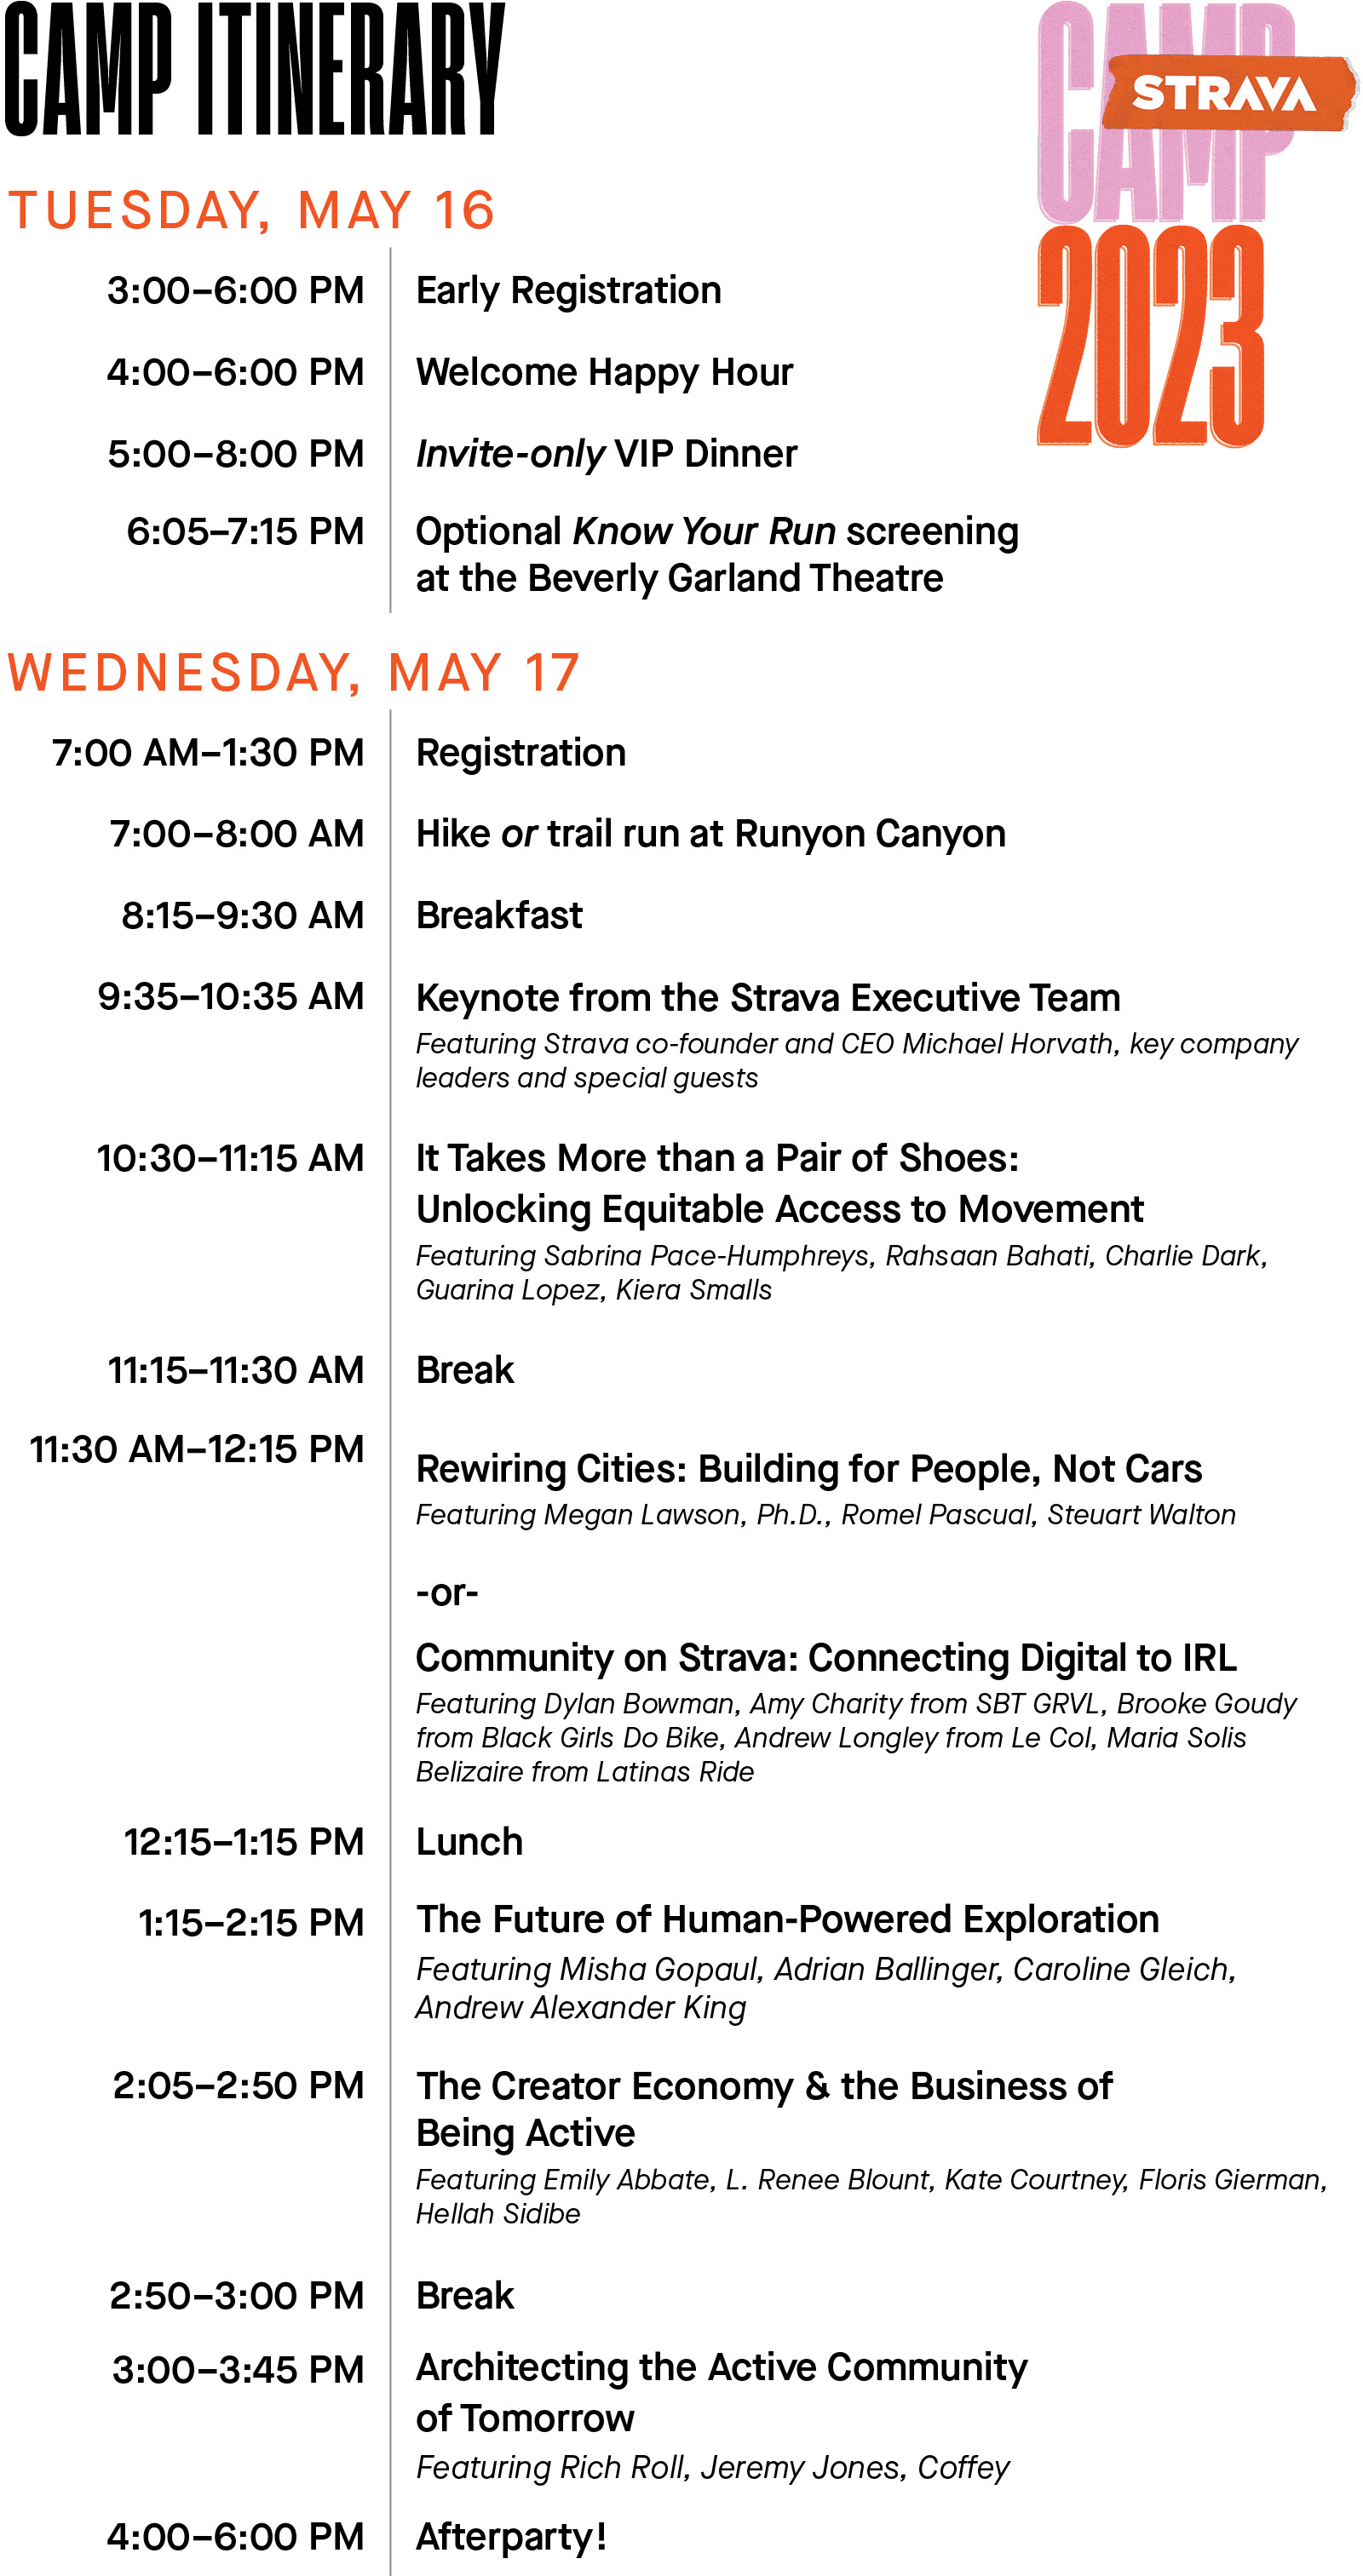 CAMP ITINERARY
CAMP
STRAVA
2023
TUESDAY, MAY 16
3:00–6:00 PM Early Registration
4:00–6:00 PM Welcome Happy Hour
5:00–8:00 PM Invite-only VIP Dinner
6:05–7:15 PM Optional Know Your Run screening
at the Beverly Garland Theatre
WEDNESDAY, MAY 17
7:00 AM–1:30 PM Registration
7:00–8:00 AM Hike or trail run at Runyon Canyon
8:15–9:30 AM Breakfast
9:35–10:35 AM Keynote from the Strava Executive Team
Featuring Strava co-founder and CEO Michael Horvath, key company
leaders and special guests
10:30–11:15 AM It Takes More than a Pair of Shoes:
Unlocking Equitable Access to Movement
Featuring Sabrina Pace-Humphreys, Rahsaan Bahati, Charlie Dark,
Guarina Lopez, Kiera Smalls
11:15–11:30 AM Break
11:30 AM–12:15 PM Rewiring Cities: Building for People, Not Cars
Featuring Megan Lawson, Ph.D., Romel Pascual, Steuart Walton
-or-
Community on Strava: Connecting Digital to IRL
Featuring Dylan Bowman, Amy Charity from SBT GRVL, Brooke Goudy
from Black Girls Do Bike, Andrew Longley from Le Col, Maria Solis
Belizaire from Latinas Ride
12:15–1:15 PM Lunch
1:15–2:15 PM The Future of Human-Powered Exploration
Featuring Misha Gopaul, Adrian Ballinger, Caroline Gleich,
Andrew Alexander King
2:05–2:50 PM The Creator Economy & the Business of
Being Active
Featuring Emily Abbate, L. Renee Blount, Kate Courtney, Floris Gierman,
Hellah Sidibe
2:50–3:00 PM Break
3:00–3:45 PM Architecting the Active Community
of Tomorrow
Featuring Rich Roll, Jeremy Jones, Coffey
4:00–6:00 PM Afterparty!